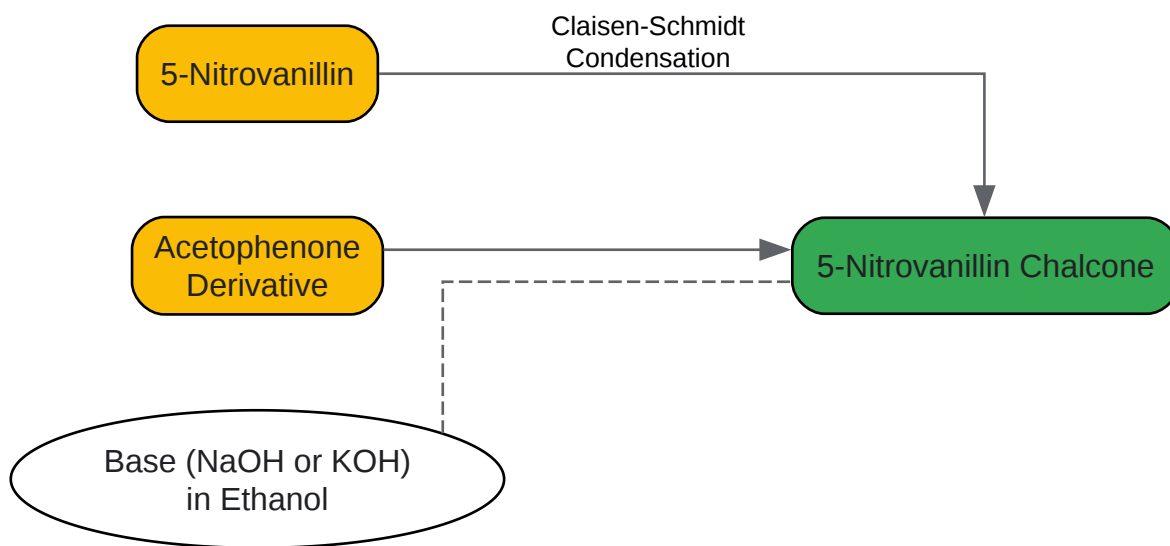 Claisen-Schmidt
Condensation
5-Nitrovanillin
Acetophenone
Derivative
5-Nitrovanillin Chalcone
Base (NaOH or KOH)
in Ethanol